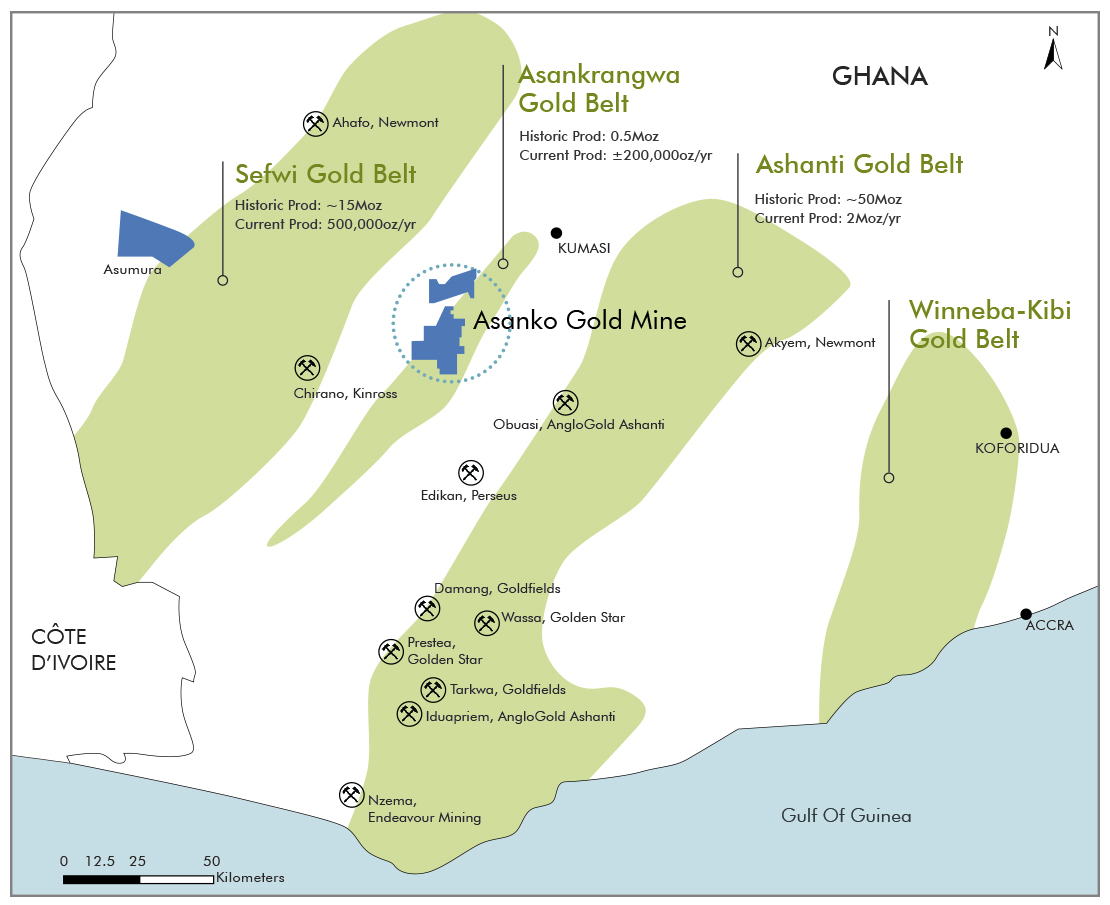 N
GHANA
Asankrangwa
Gold Belt
Historic Prod: 0.5Moz
Current Prod: ±200,000oz/yr
Ahafo, Newmont
Sefwi Gold Belt
Historic Prod: ~15Moz
Current Prod: 500,000oz/yr
Ashanti Gold Belt
Historic Prod: ~50Moz
Current Prod: 2Moz/yr
Asumura
KUMASI
Asanko Gold Mine
Winneba-Kibi
Gold Belt
Akyem, Newmont
Chirano, Kinross
Obuasi, AngloGold Ashanti
KOFORIDUA
Edikan, Perseus
Damang, Goldfields
Wassa, Golden Star
ACCRA
CÔTE
D’IVOIRE
Prestea,
Golden Star
Tarkwa, Goldfields
Iduapriem, AngloGold Ashanti
Nzema,
Endeavour Mining
Gulf Of Guinea
0 12.5 25 50
Kilometers